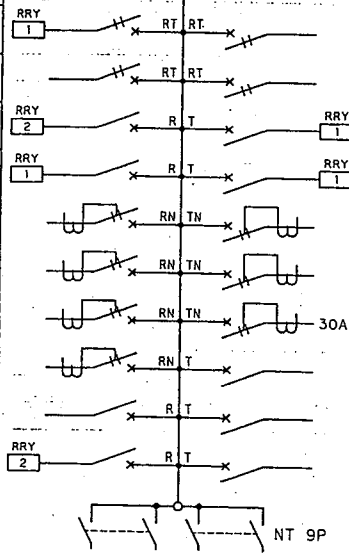 RRY
1 RT RT
RT RT
RRY RRY
2 R T 1
RRY RRY
1 R T 1
RN TN
RN TN
RN TN 30A
RN T
R T
RRY
2 R T
NT 9P